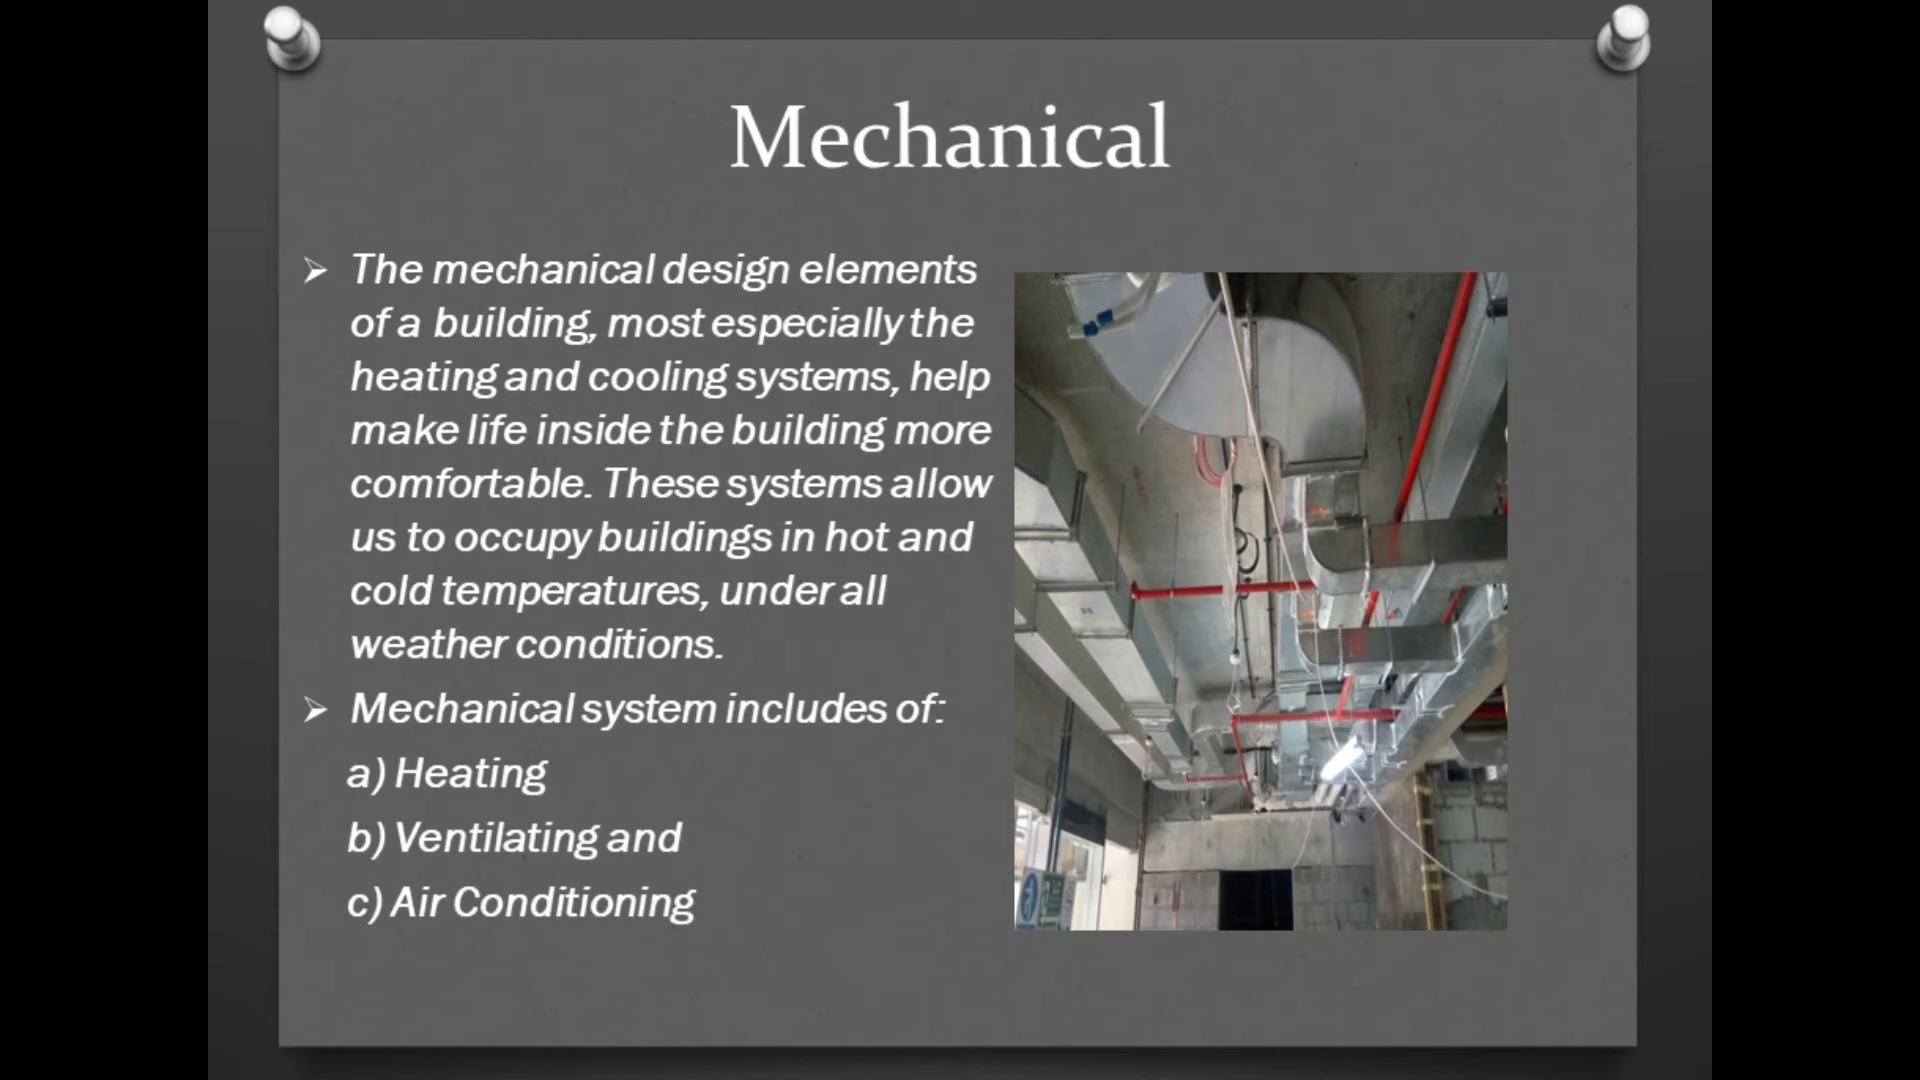 Mechanical
The mechanical design elements
of a building, most especially the
heating and cooling systems, help
make life inside the building more
comfortable. These systems allow
us to occupy buildings in hot and
cold temperatures, under all
weather conditions.
Mechanical system includes of:
a) Heating
b) Ventilating and
c) Air Conditioning